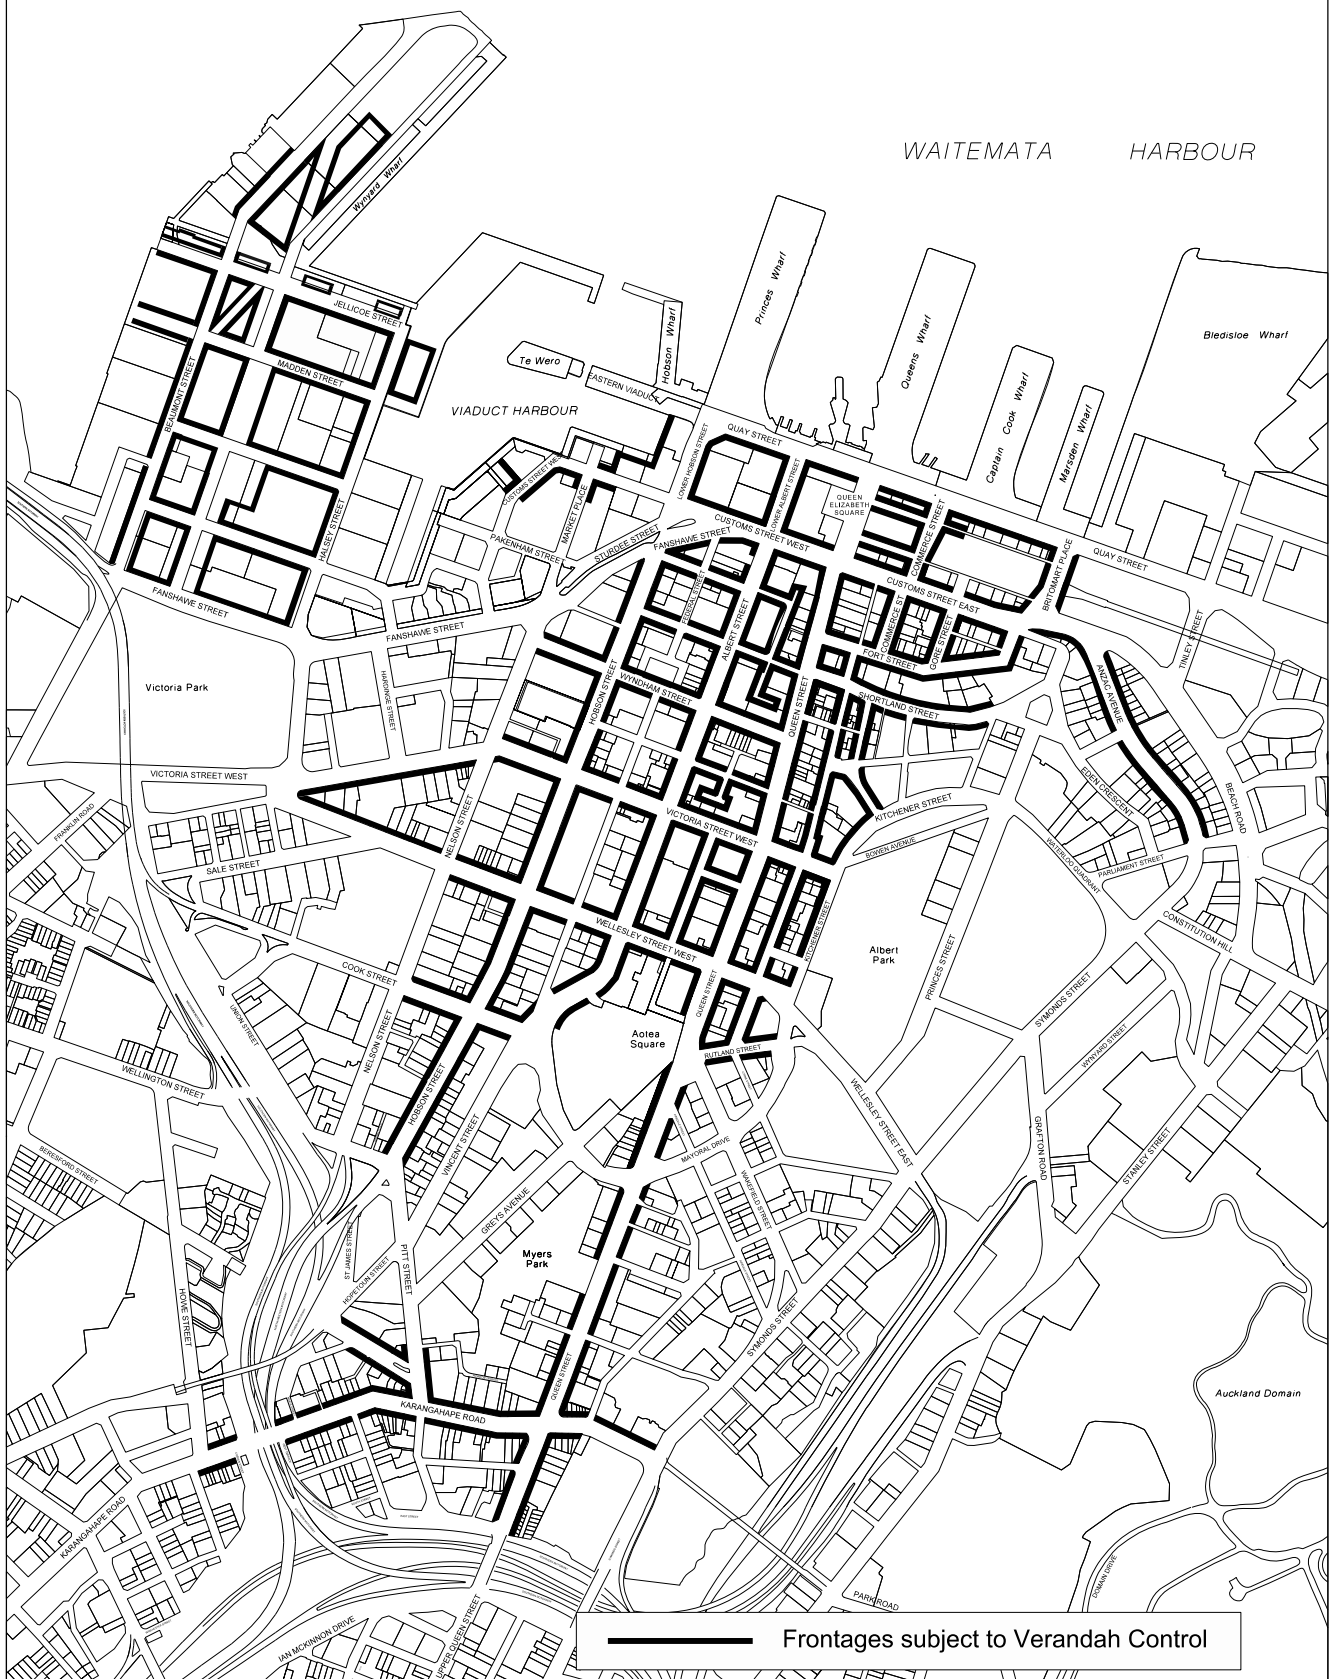 WAITEMATA HARBOUR
Wynyard Wharf
Princes Wharf
Queens Wharf
Hobson Wharf
Captain Cook Wharf
Marsden Wharf
Bledisloe Wharf
JELLICOE STREET
Te Wero
EASTERN VIADUCT
MADDEN STREET
BEAUMONT STREET
VIADUCT HARBOUR
QUAY STREET
LOWER HOBSON STREET
LOWER ALBERT STREET
QUEEN
ELIZABETH
SQUARE
CUSTOMS STREET WEST
MARKET PLACE
PAKENHAM STREET
STURDEE STREET
FANSHAWE STREET
CUSTOMS STREET WEST
COMMERCE STREET
BRITOMART PLACE
QUAY STREET
HALSEY STREET
FANSHAWE STREET
FANSHAWE STREET
FEDERAL STREET
ALBERT STREET
CUSTOMS STREET EAST
COMMERCE ST
GORE STREET
FORT STREET
TINLEY STREET
ANZAC AVENUE
Victoria Park
HARDINGE STREET
HOBSON STREET
WYNDHAM STREET
QUEEN STREET
SHORTLAND STREET
VICTORIA STREET WEST
FRANKLIN ROAD
SALE STREET
NELSON STREET
VICTORIA STREET WEST
KITCHENER STREET
BOWEN AVENUE
EDEN CRESCENT
BEACH ROAD
WATERLOO QUADRANT
PARLIAMENT STREET
CONSTITUTION HILL
WELLESLEY STREET WEST
KITCHENER STREET
Albert
Park
PRINCES STREET
SYMONDS STREET
COOK STREET
UNION STREET
NELSON STREET
QUEEN STREET
Aotea
Square
RUTLAND STREET
WYNYARD STREET
WELLINGTON STREET
HOBSON STREET
VINCENT STREET
WELLESLEY STREET EAST
GRAFTON ROAD
STANLEY STREET
BERESFORD STREET
MAYORAL DRIVE
WAKEFIELD STREET
GREYS AVENUE
ST JAMES STREET
HOPETOUN STREET
PITT STREET
Myers
Park
HOWE STREET
SYMONDS STREET
QUEEN STREET
KARANGAHAPE ROAD
Auckland Domain
KARANGAHAPE ROAD
DOMAIN DRIVE
PARK ROAD
IAN MCKINNON DRIVE
UPPER QUEEN STREET
Frontages subject to Verandah Control